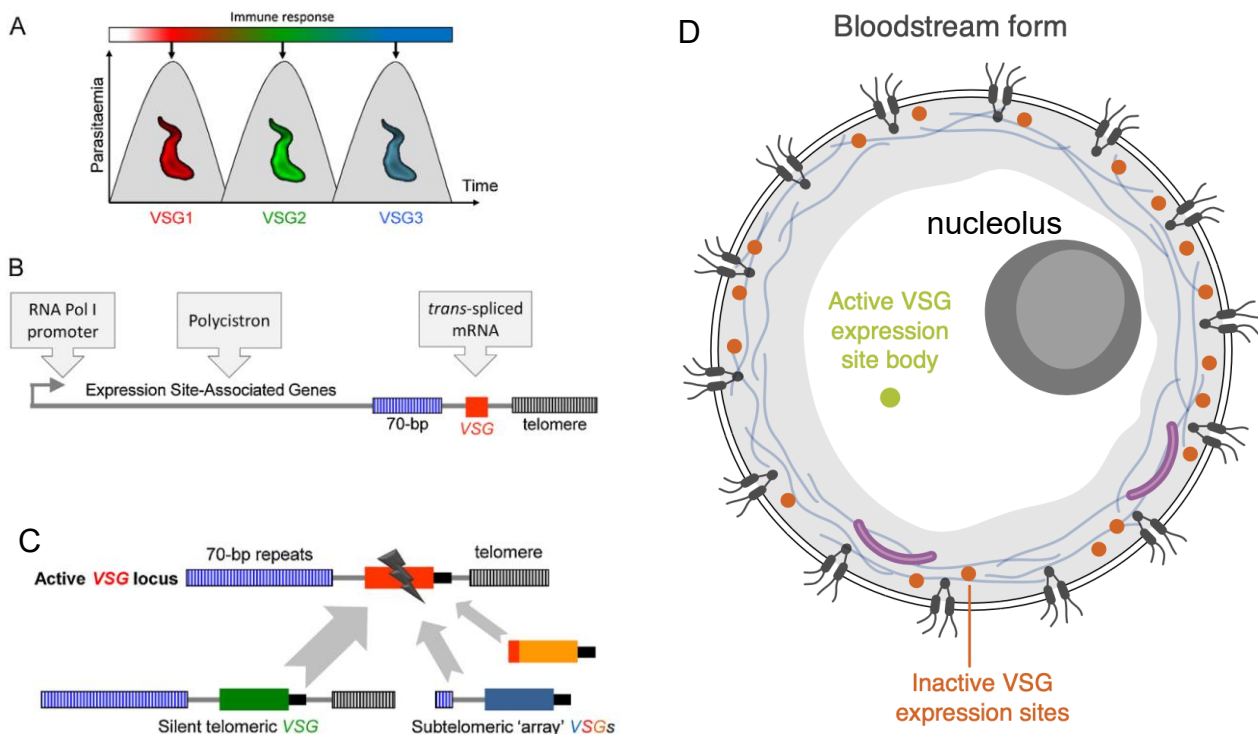 A
Immune response
Parasitaemia
Time
VSG1
VSG2
VSG3
B
RNA Pol I
promoter
Polycistron
trans-spliced
mRNA
Expression Site-Associated Genes
70-bp
VSG
telomere
C
70-bp repeats
telomere
Active VSG locus
Silent telomeric VSG
Subtelomeric ‘array’ VSGs
D
Bloodstream form
nucleolus
Active VSG
expression
site body
Inactive VSG
expression sites